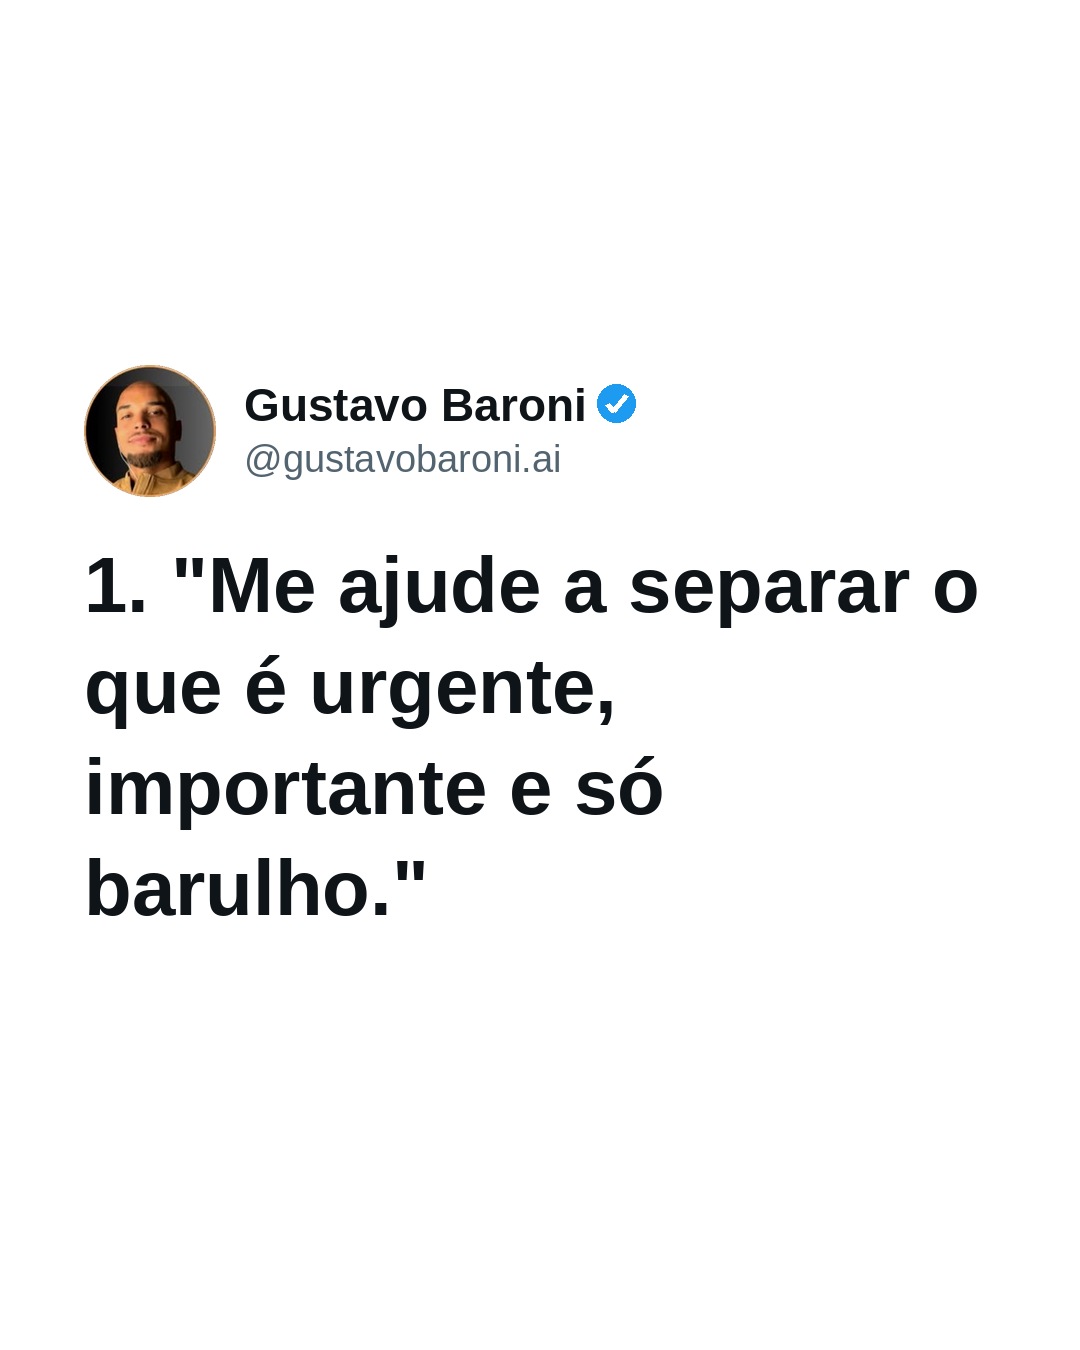 Gustavo Baroni
@gustavobaroni.ai
1. "Me ajude a separar o
que é urgente,
importante e só
barulho."